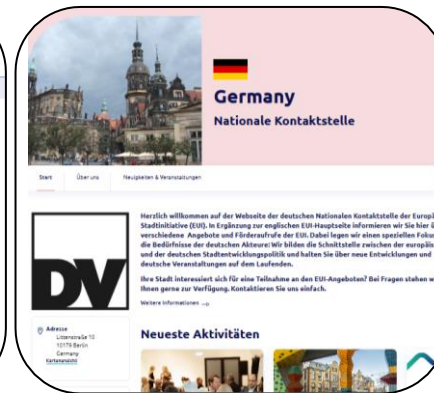 Germany
Nationale Kontaktstelle
Start Über uns Neuigkeiten & Veranstaltungen
DV
Herzlich willkommen auf der Webseite der deutschen Nationalen Kontaktstelle der
Stadtinitiative (EUI). In Ergänzung zur englischen EUI-Hauptseite informieren wir Sie hier
verschiedene Angebote und Förderaufrufe der EUI. Dabei legen wir einen speziellen
die Bedürfnisse der deutschen Akteure: Wir bilden die Schnittstelle zwischen der
und der deutschen Stadtentwicklungspolitik und halten Sie über neue Entwicklungen und
deutsche Veranstaltungen auf dem Laufenden.
Ihre Stadt interessiert sich für eine Teilnahme an den EUI-Angeboten? Bei Fragen stehen
Ihnen gerne zur Verfügung. Kontaktieren Sie uns einfach.
Weitere Informationen
Adresse
Littenstraße 10
10179 Berlin
Germany
Kartenansicht
Neueste Aktivitäten